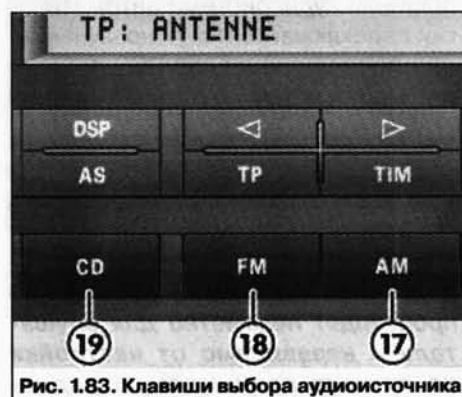 TP: ANTENNE
DSP ◁ ▷
AS TP TIM
CD FM AM
19 18 17
Рис. 1.83. Клавиши выбора аудиоисточника